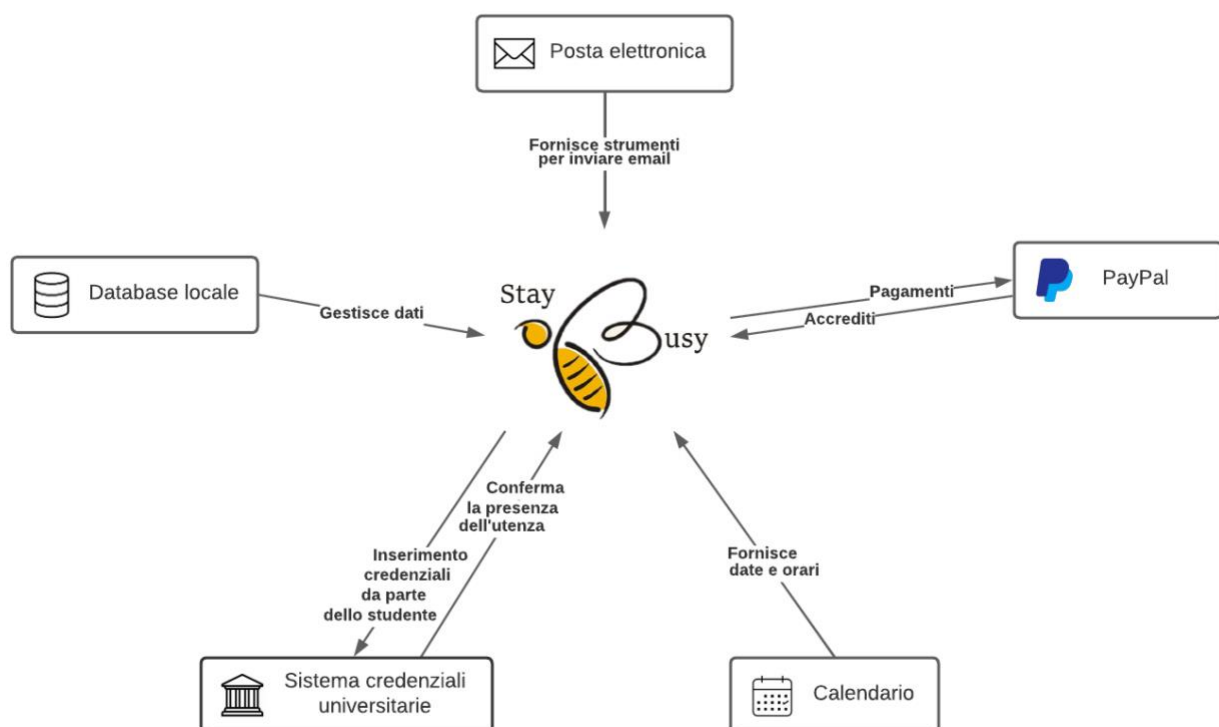 Posta elettronica
Fornisce strumenti
per inviare email
Database locale
Gestisce dati
Stay
usy
Pagamenti
Accrediti
PayPal
Conferma
la presenza
dell'utenza
Inserimento
credenziali
da parte
dello studente
Fornisce
date e orari
Sistema credenziali
universitarie
Calendario